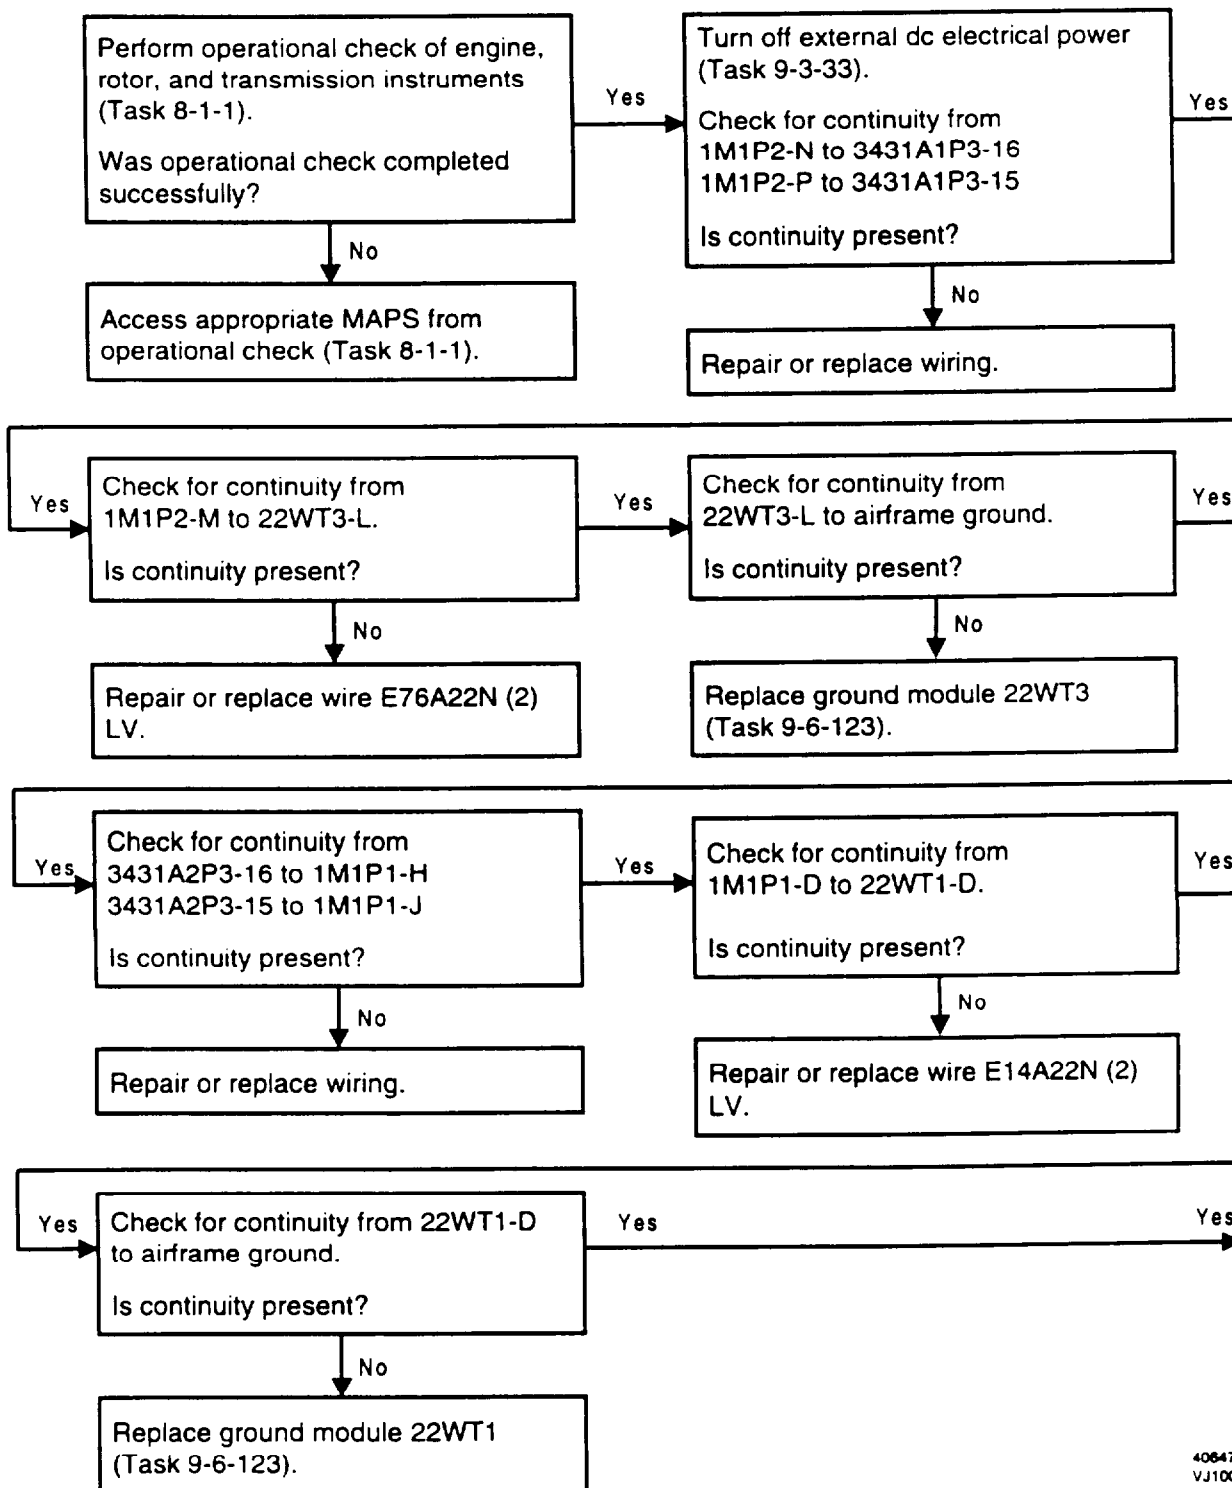 Perform operational check of engine,
rotor, and transmission instruments
(Task 8-1-1).
Was operational check completed
successfully?
Yes
Turn off external dc electrical power
(Task 9-3-33).
Check for continuity from
1M1P2-N to 3431A1P3-16
1M1P2-P to 3431A1P3-15
Is continuity present?
Yes
No
Access appropriate MAPS from
operational check (Task 8-1-1).
No
Repair or replace wiring.
Yes
Check for continuity from
1M1P2-M to 22WT3-L.
Is continuity present?
Yes
Check for continuity from
22WT3-L to airframe ground.
Is continuity present?
Yes
No
Repair or replace wire E76A22N (2)
LV.
No
Replace ground module 22WT3
(Task 9-6-123).
Yes
Check for continuity from
3431A2P3-16 to 1M1P1-H
3431A2P3-15 to 1M1P1-J
Is continuity present?
Yes
Check for continuity from
1M1P1-D to 22WT1-D.
Is continuity present?
Yes
No
Repair or replace wiring.
No
Repair or replace wire E14A22N (2)
LV.
Yes
Check for continuity from 22WT1-D
to airframe ground.
Is continuity present?
Yes
Yes
No
Replace ground module 22WT1
(Task 9-6-123).